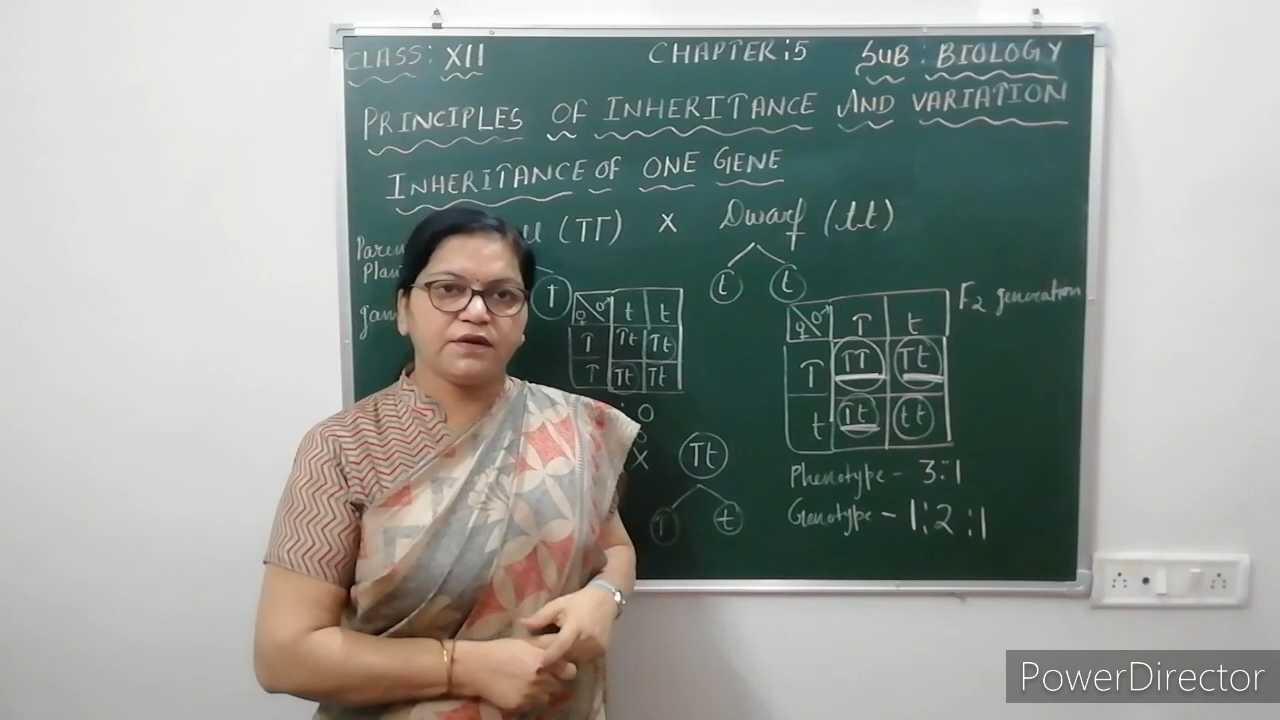 CLASS: XII CHAPTER:5 SUB: BIOLOGY
PRINCIPLES OF INHERITANCE AND VARIATION
INHERITANCE OF ONE GENE
(TT) x Dwarf (tt)
T t t
♀ ♂ t t
T Tt Tt
T Tt Tt
F2 generation
♀ ♂ T t
T TT Tt
t Tt tt
X Tt
T t
Phenotype - 3:1
Genotype - 1:2:1
PowerDirector